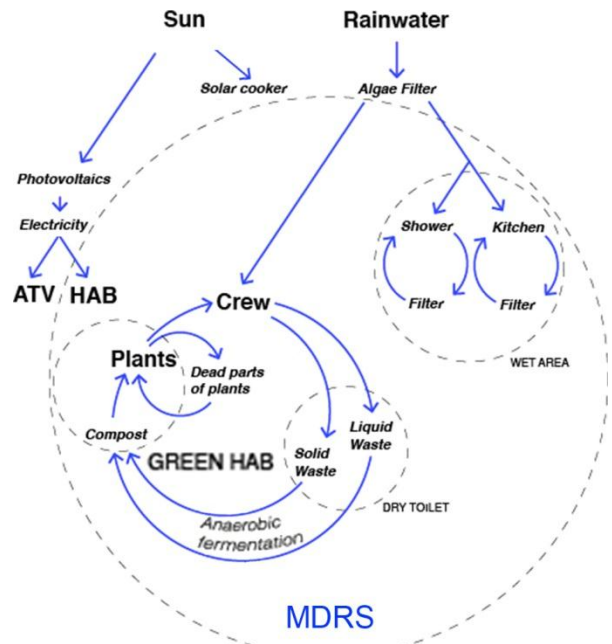 Sun
Rainwater
Solar cooker
Algae Filter
Photovoltaics
Electricity
Shower
Kitchen
ATV
HAB
Crew
Filter
Filter
Plants
WET AREA
Dead parts
of plants
Compost
Liquid
Waste
Solid
Waste
GREEN HAB
DRY TOILET
Anaerobic
fermentation
MDRS